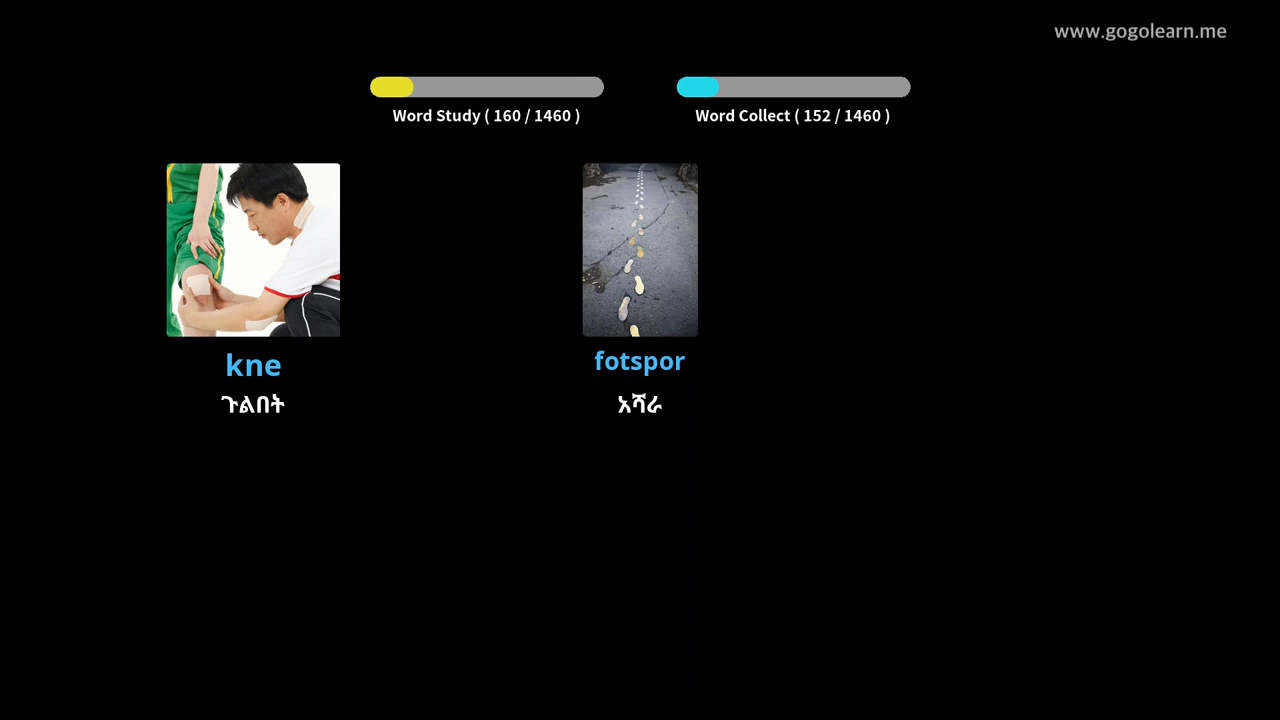 www.gogolearn.me
Word Study ( 160 / 1460 )
Word Collect ( 152 / 1460 )
kne
ጉልበት
fotspor
አሻራ